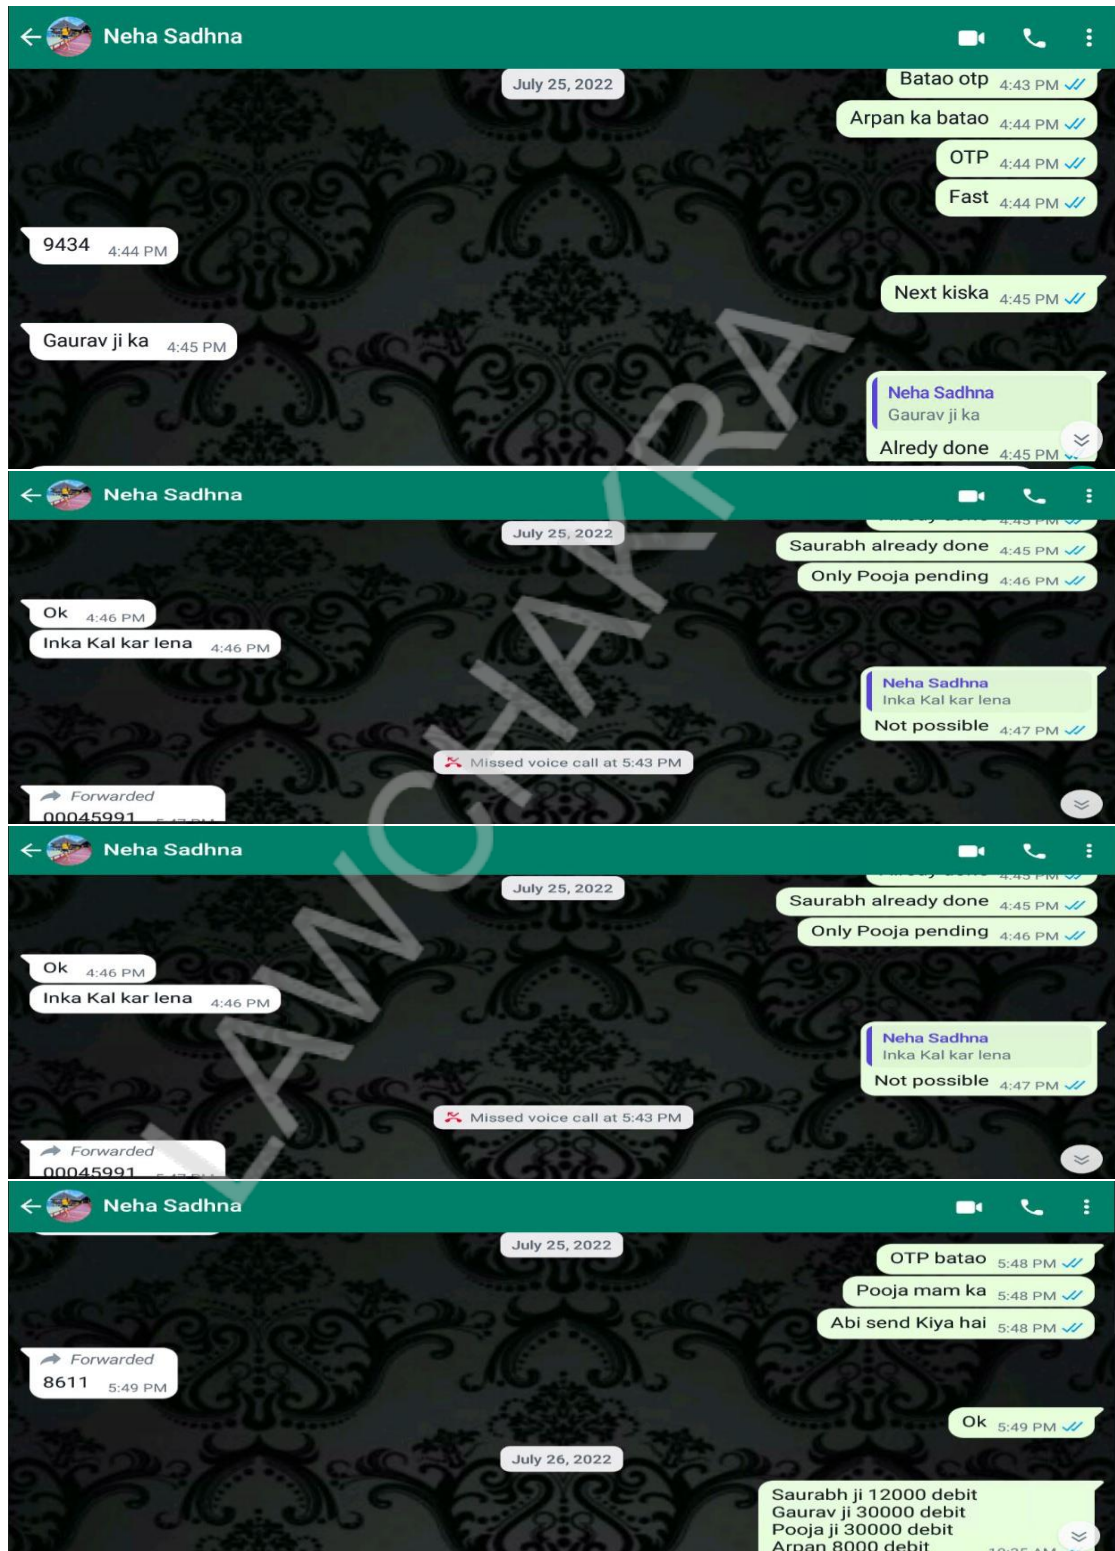 Neha Sadhna
July 25, 2022
Batao otp 4:43 PM
Arpan ka batao 4:44 PM
OTP 4:44 PM
Fast 4:44 PM
9434 4:44 PM
Next kiska 4:45 PM
Gaurav ji ka 4:45 PM
Neha Sadhna
Gaurav ji ka
Alredy done 4:45 PM
Neha Sadhna
July 25, 2022
4:45 PM
Saurabh already done 4:45 PM
Only Pooja pending 4:46 PM
Ok 4:46 PM
Inka Kal kar lena 4:46 PM
Neha Sadhna
Inka Kal kar lena
Not possible 4:47 PM
Missed voice call at 5:43 PM
Forwarded
00045991
Neha Sadhna
July 25, 2022
4:45 PM
Saurabh already done 4:45 PM
Only Pooja pending 4:46 PM
Ok 4:46 PM
Inka Kal kar lena 4:46 PM
Neha Sadhna
Inka Kal kar lena
Not possible 4:47 PM
Missed voice call at 5:43 PM
Forwarded
00045991
Neha Sadhna
July 25, 2022
OTP batao 5:48 PM
Pooja mam ka 5:48 PM
Abi send Kiya hai 5:48 PM
Forwarded
8611 5:49 PM
Ok 5:49 PM
July 26, 2022
Saurabh ji 12000 debit
Gaurav ji 30000 debit
Pooja ji 30000 debit
Arpan 8000 debit
LAWCHAKRA